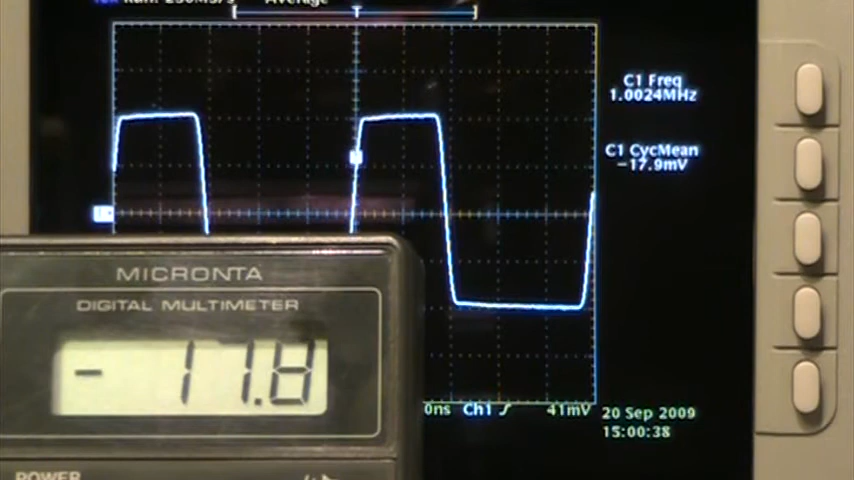 Average
C1 Freq
1.0024MHz
C1 CycMean
-17.9mV
MICRONTA
DIGITAL MULTIMETER
- 17.8
0ns Ch1 41mV
20 Sep 2009
15:00:38
POWER